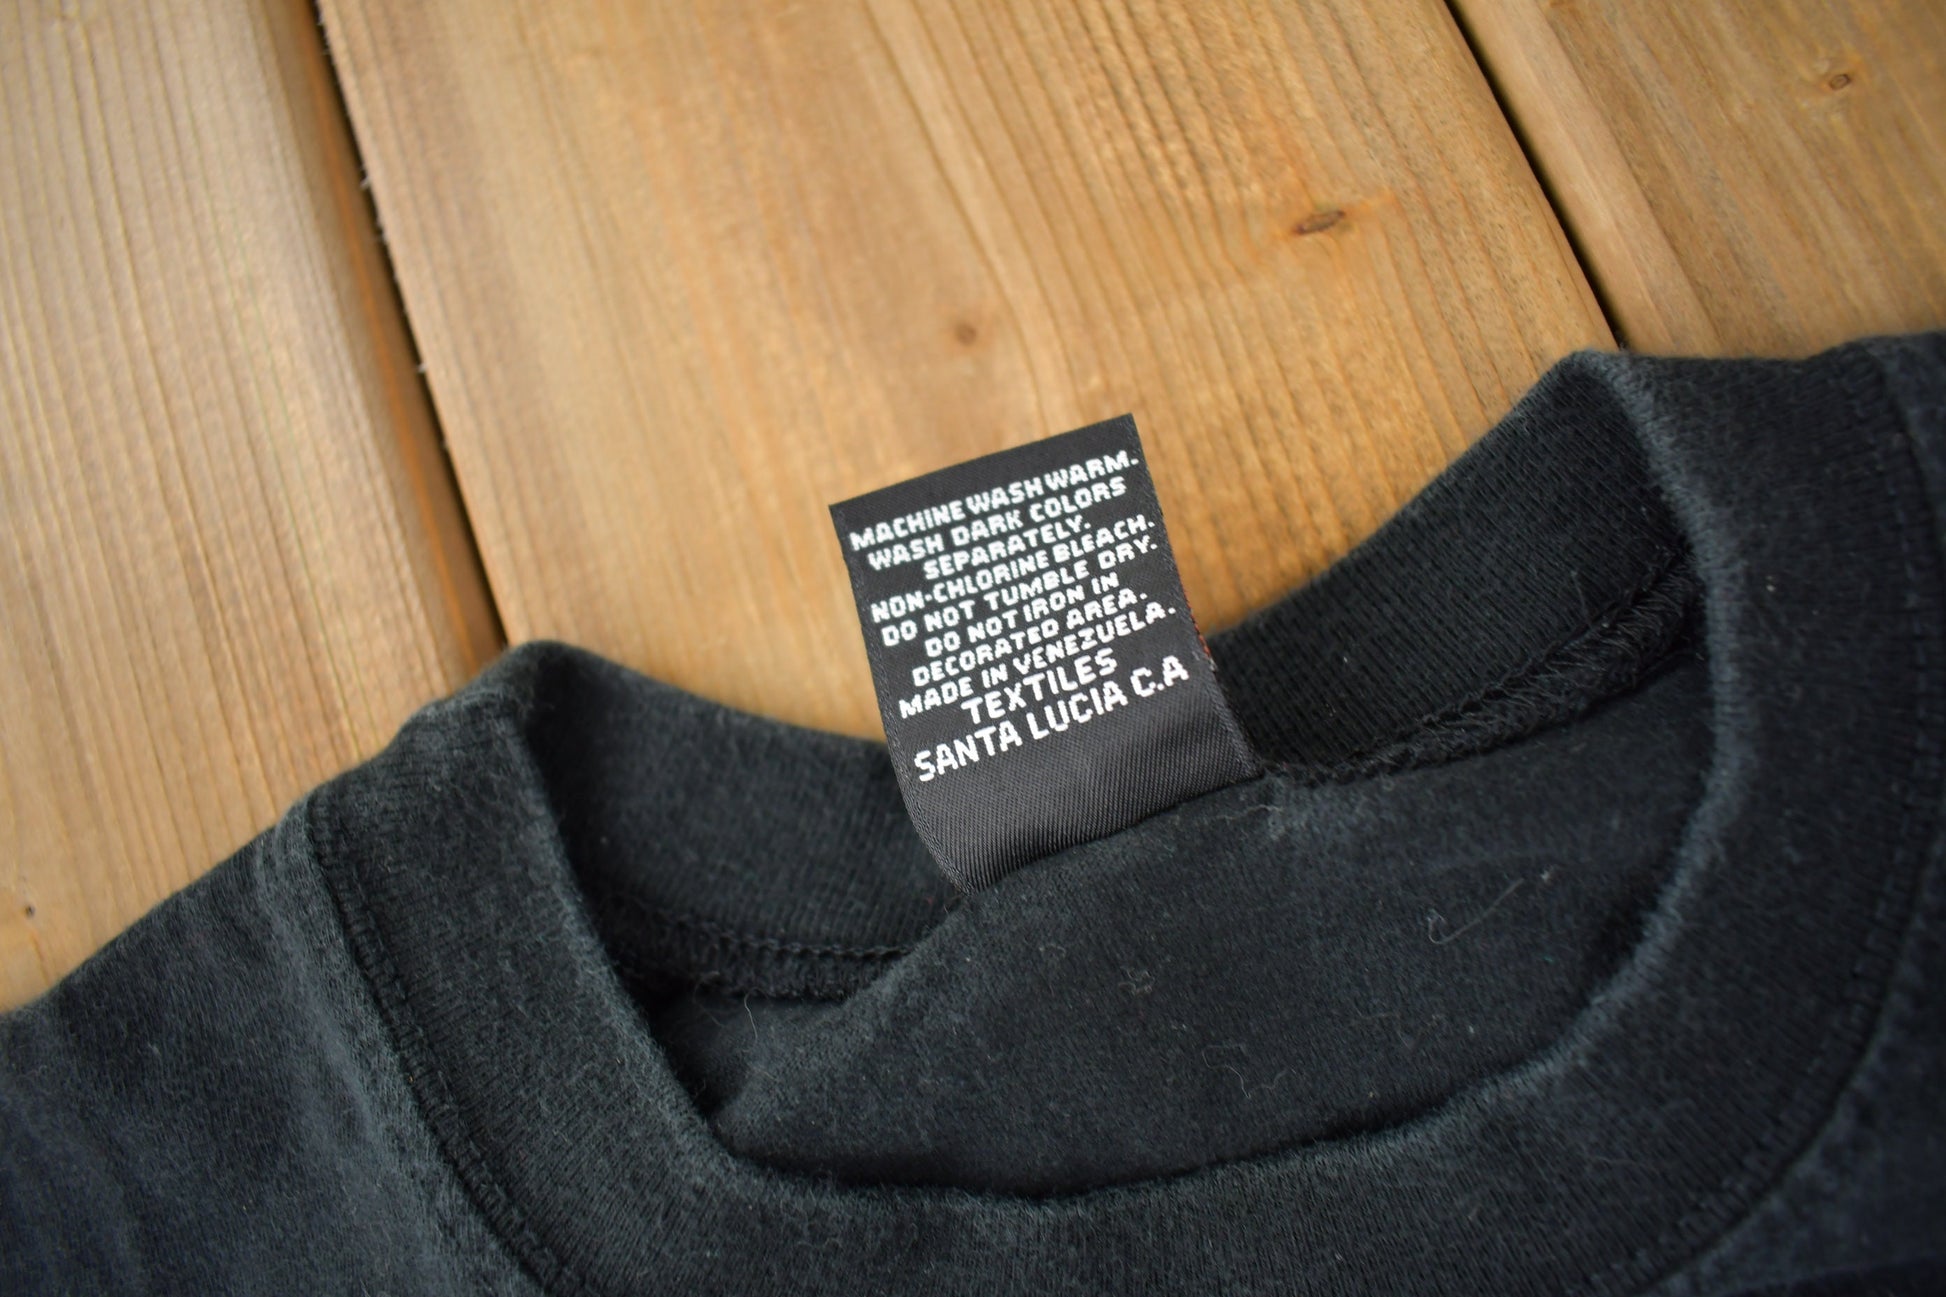 MACHINE WASH WARM.
WASH DARK COLORS
SEPARATELY.
NON-CHLORINE BLEACH.
DO NOT TUMBLE DRY.
DO NOT IRON IN
DECORATED AREA.
MADE IN VENEZUELA.
TEXTILES
SANTA LUCIA C.A